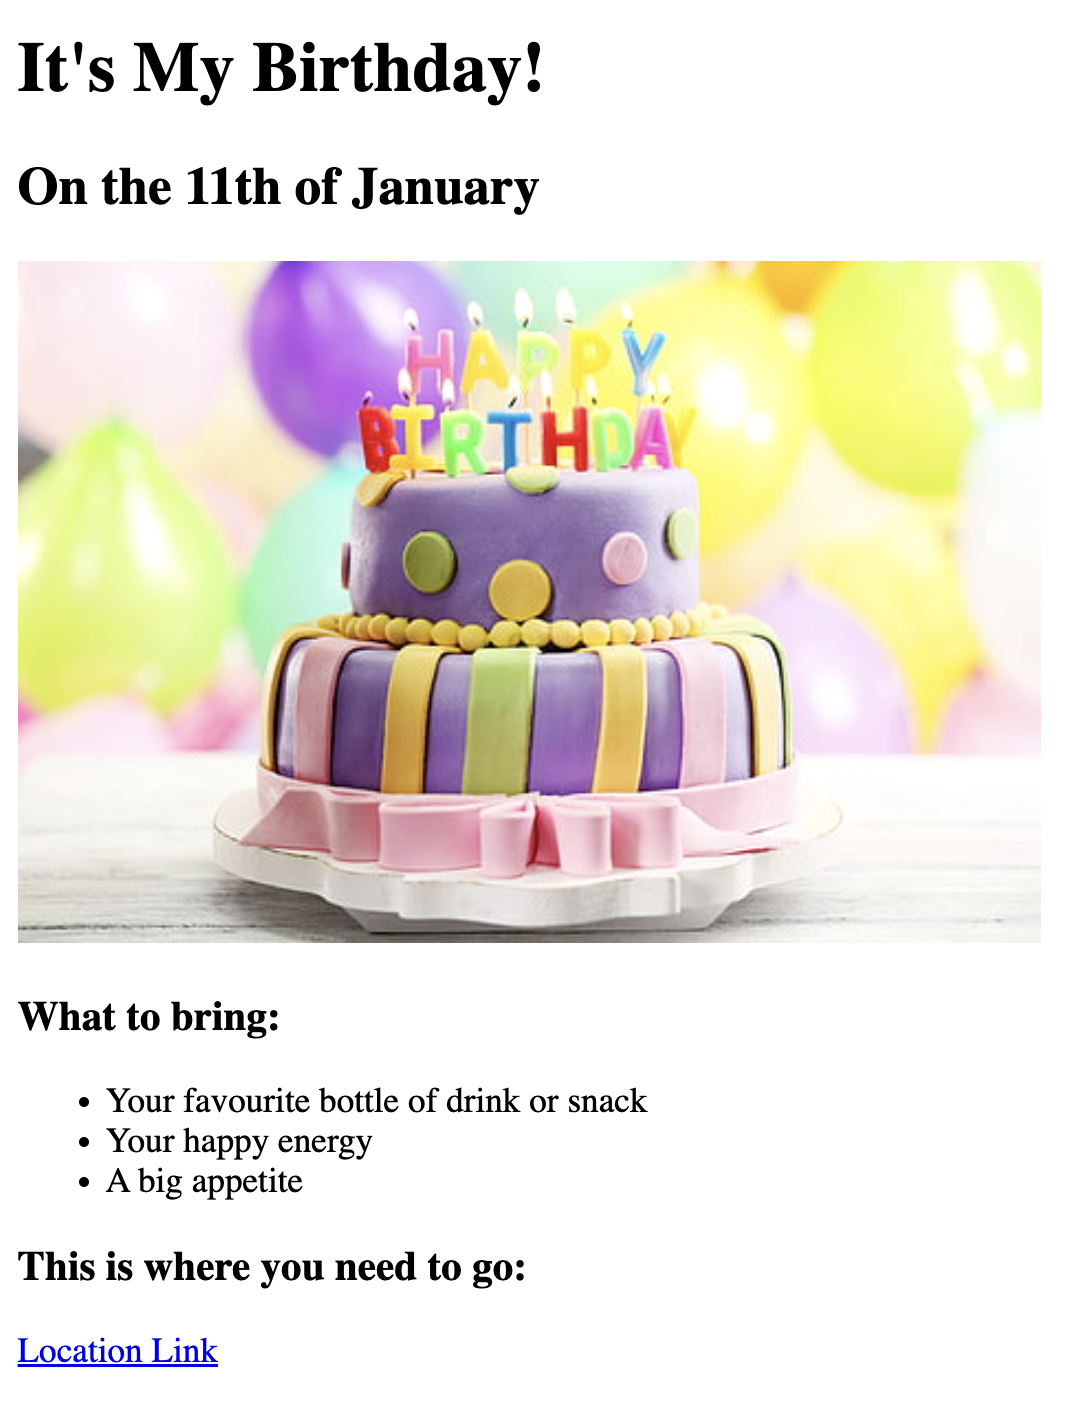 It's My Birthday!
On the 11th of January
HAPPY
BIRTHDAY
What to bring:
Your favourite bottle of drink or snack
Your happy energy
A big appetite
This is where you need to go:
Location Link